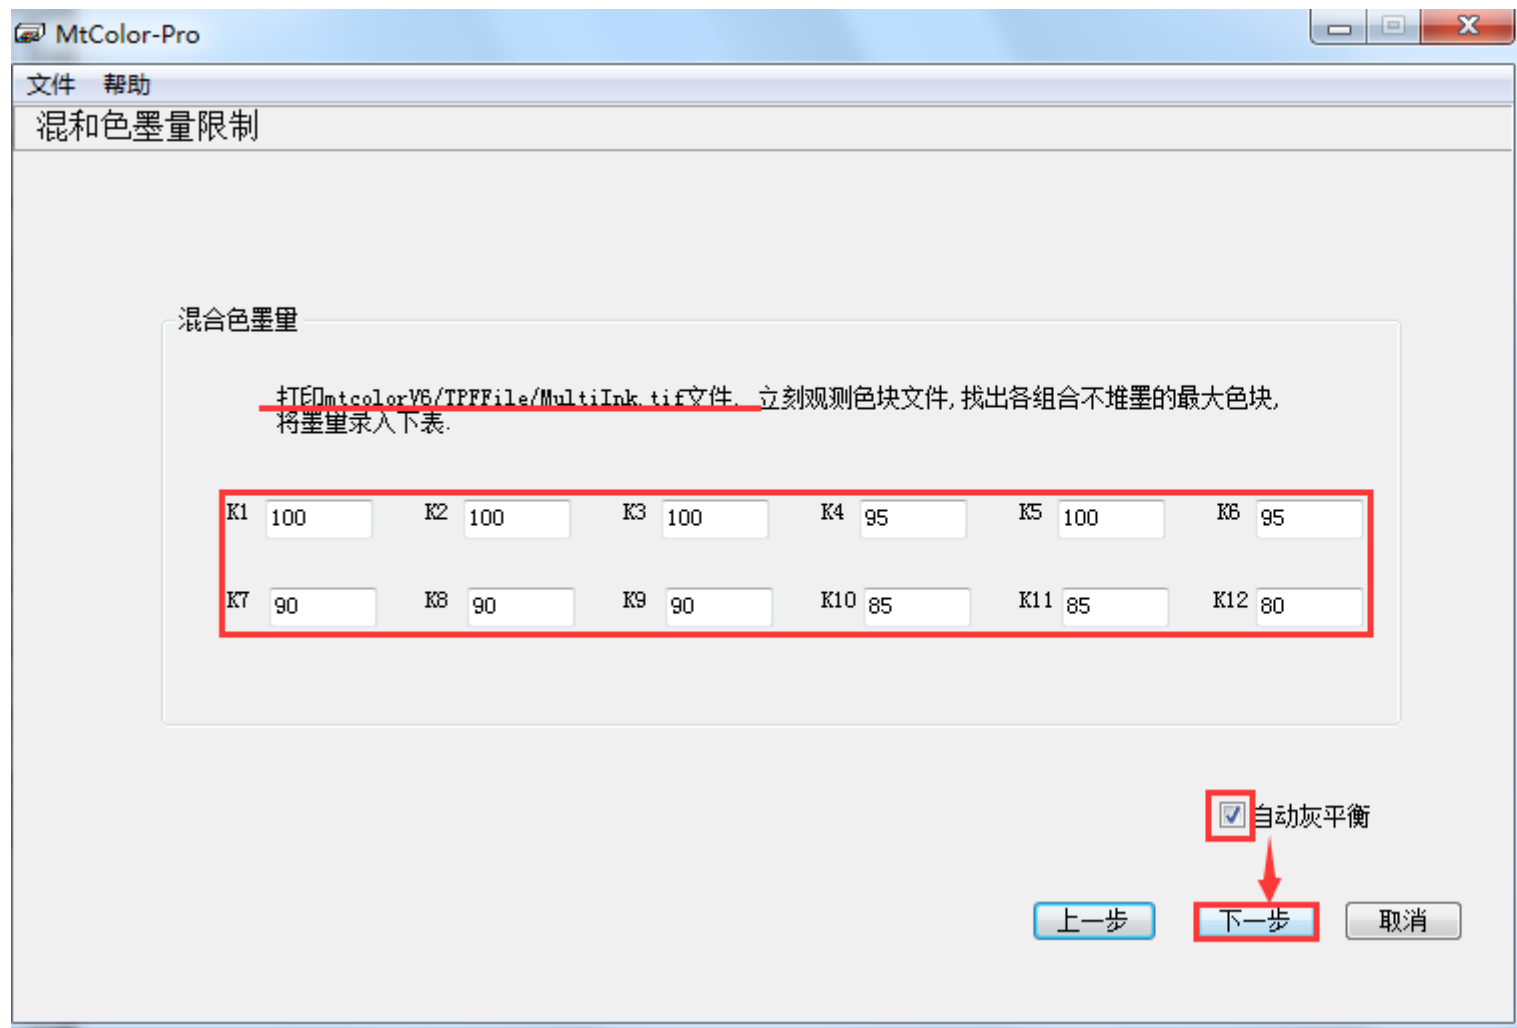 MtColor-Pro
文件 帮助
混和色墨量限制
混合色墨量
打印mtcolorV6/TPFFile/MultiInk.tif文件. 立刻观测色块文件,找出各组合不堆墨的最大色块,
将墨量录入下表.
K1 100 K2 100 K3 100 K4 95 K5 100 K6 95
K7 90 K8 90 K9 90 K10 85 K11 85 K12 80
自动灰平衡
上一步 下一步 取消